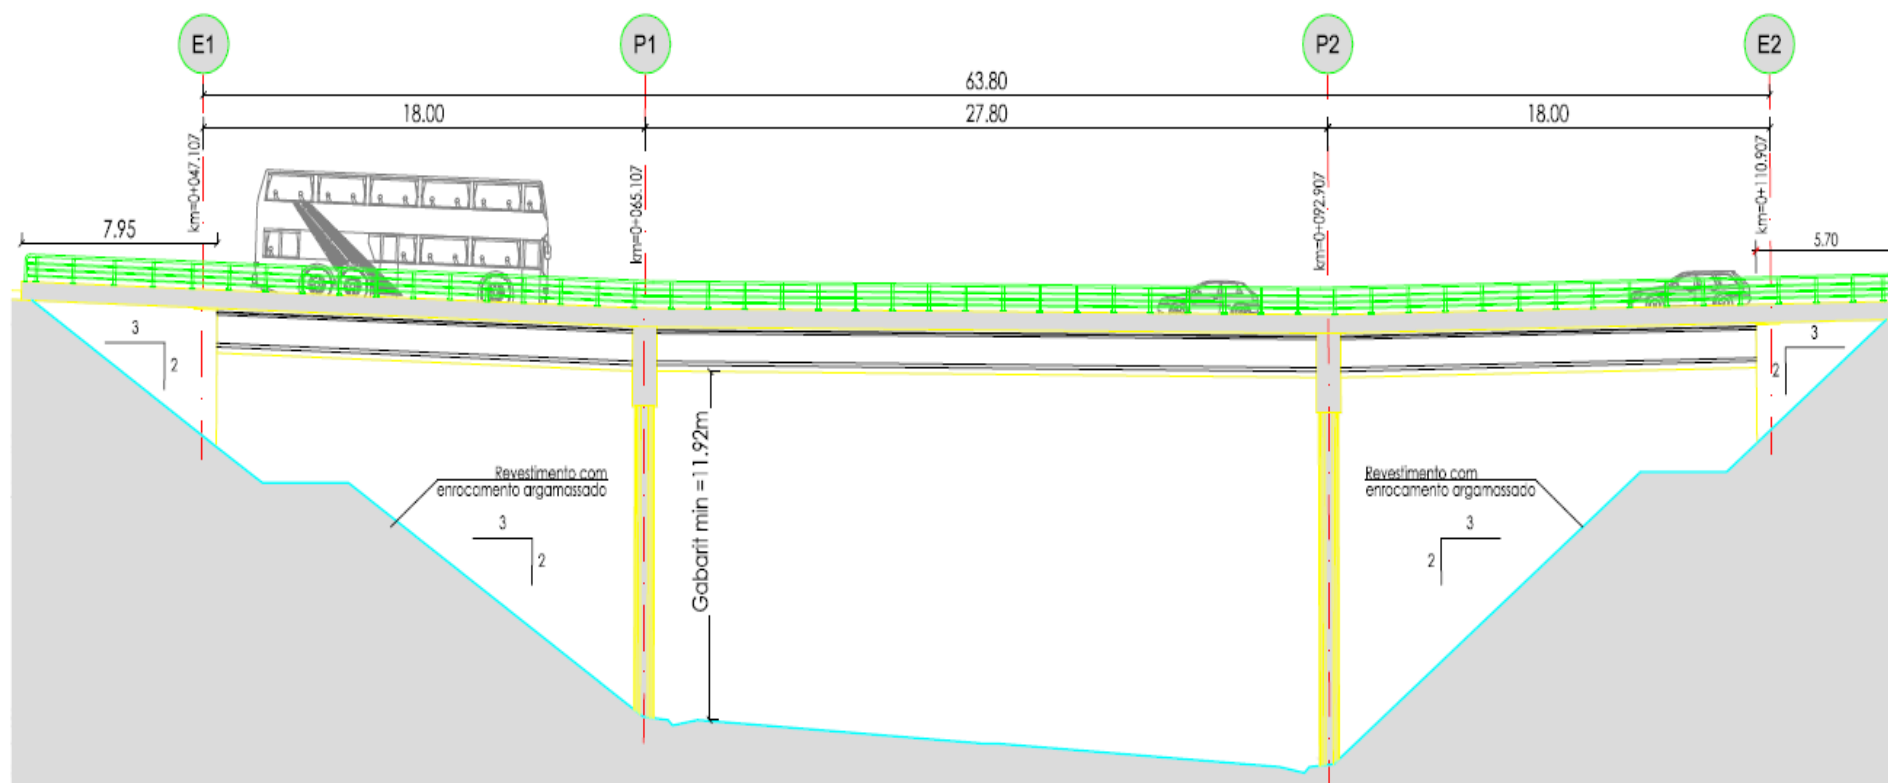 E1
P1
P2
E2
63.80
18.00
27.80
18.00
km=0+047.107
km=0+065.107
km=0+092.907
km=0+110.907
7.95
5.70
3
2
3
2
Revestimento com
enrocamento argamassado
3
2
Gabarit min =11.92m
Revestimento com
enrocamento argamassado
3
2